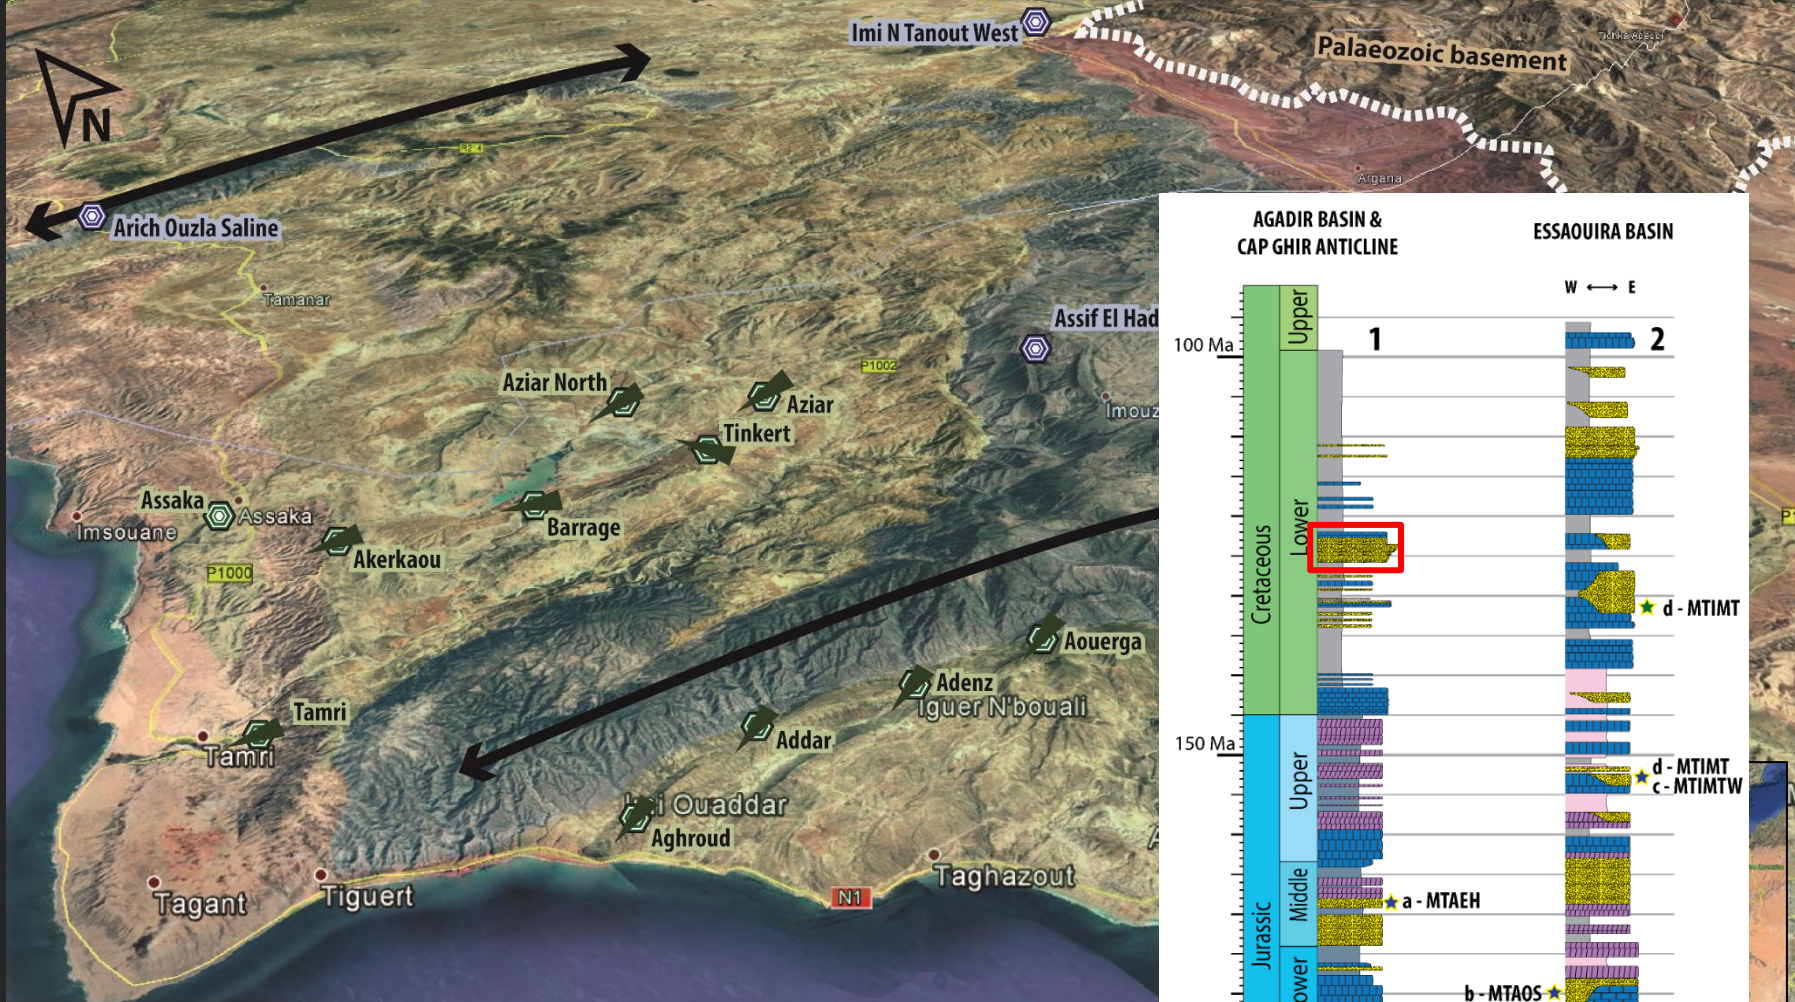 Imi N Tanout West
Palaeozoic basement
N
R214
Arich Ouzla Saline
Argana
Tamanar
Assif El Had
P1002
Aziar North
Aziar
Imouz
Tinkert
Assaka
Assaka
Imsouane
Barrage
Akerkaou
P1000
Aouerga
Adenz
Iguer N'bouali
Tamri
Addar
Tamri
Ouaddar
Aghroud
Taghazout
Tagant
Tiguert
N1
AGADIR BASIN &
CAP GHIR ANTICLINE
ESSAOUIRA BASIN
W E
Upper
1
2
100 Ma
Lower
Cretaceous
d - MTIMT
150 Ma
Upper
d - MTIMT
c - MTIMTW
Middle
a - MTAEH
Jurassic
ower
b - MTAOS